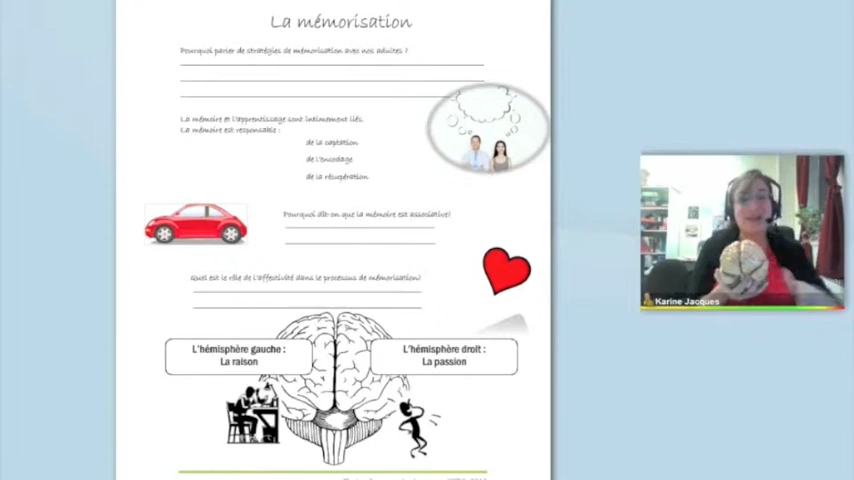 La mémorisation
Pourquoi parler de stratégies de mémorisation avec nos adultes ?
La mémoire et l'apprentissage sont intimement liés.
La mémoire est responsable :
de la captation
de l'encodage
de la récupération
Pourquoi dit-on que la mémoire est associative?
Quel est le rôle de l'affectivité dans le processus de mémorisation?
L'hémisphère gauche :
La raison
L'hémisphère droit :
La passion
Karine Jacques